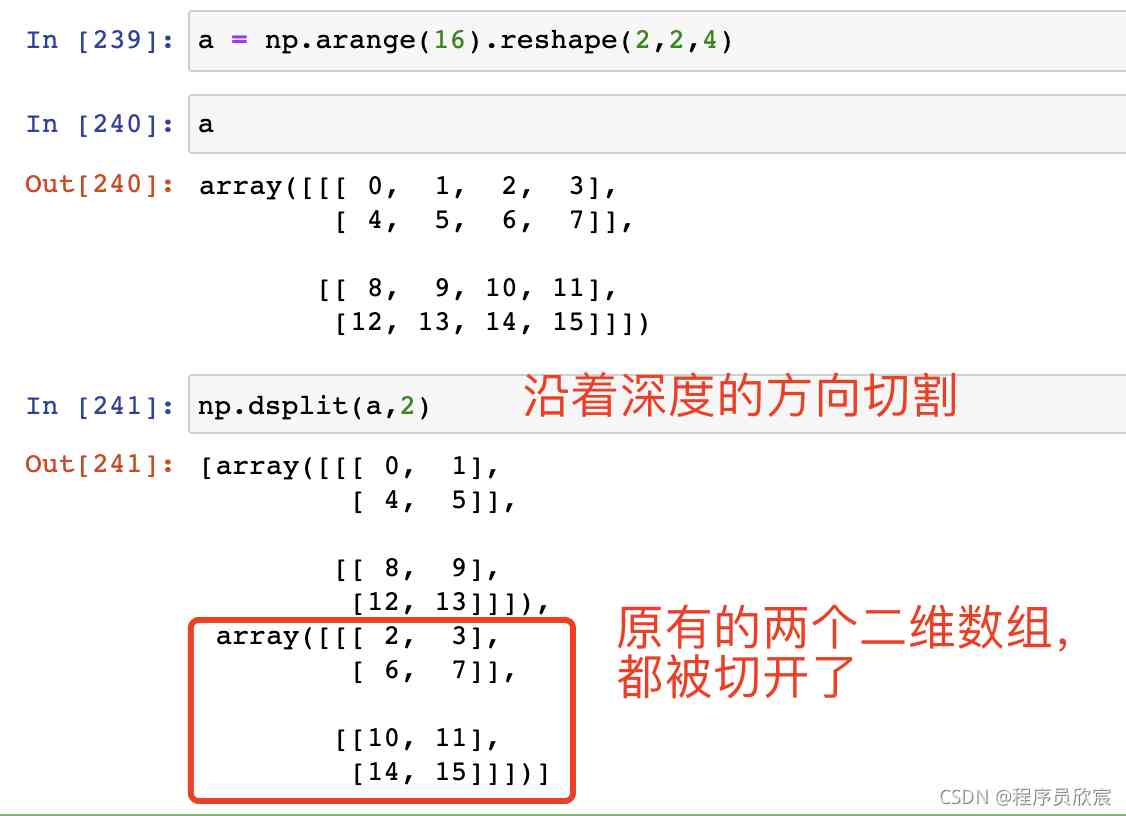 In [239]: a = np.arange(16).reshape(2,2,4)
In [240]: a
Out[240]: array([[[ 0,  1,  2,  3],
[ 4,  5,  6,  7]],
[[ 8,  9, 10, 11],
[12, 13, 14, 15]]])
In [241]: np.dsplit(a,2) 沿着深度的方向切割
Out[241]: [array([[[ 0,  1],
[ 4,  5]],
[[ 8,  9],
[12, 13]]]),
array([[[ 2,  3],
[ 6,  7]],
[[10, 11],
[14, 15]]])]
原有的两个二维数组,
都被切开了
CSDN @程序员欣宸